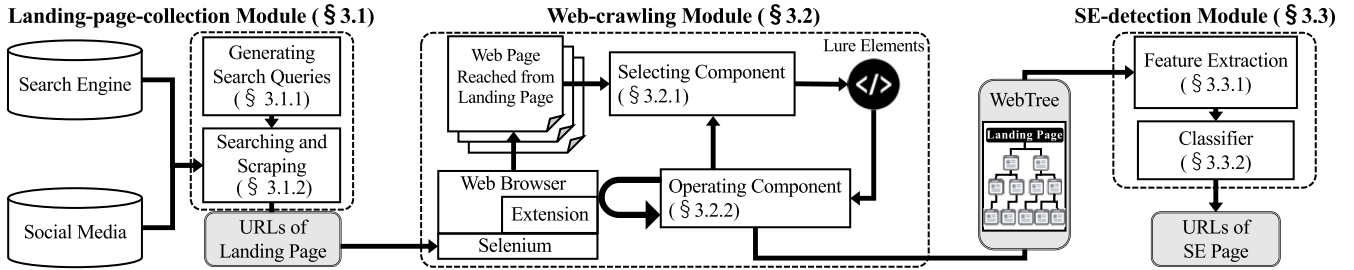 Landing-page-collection Module (§3.1)
Search Engine
Social Media
Generating
Search Queries
(§3.1.1)
Searching and
Scraping
(§3.1.2)
URLs of
Landing Page
Web-crawling Module (§3.2)
Web Page
Reached from
Landing Page
Selecting Component
(§3.2.1)
Lure Elements
</>
Web Browser
Extension
Selenium
Operating Component
(§3.2.2)
WebTree
Landing Page
SE-detection Module (§3.3)
Feature Extraction
(§3.3.1)
Classifier
(§3.3.2)
URLs of
SE Page